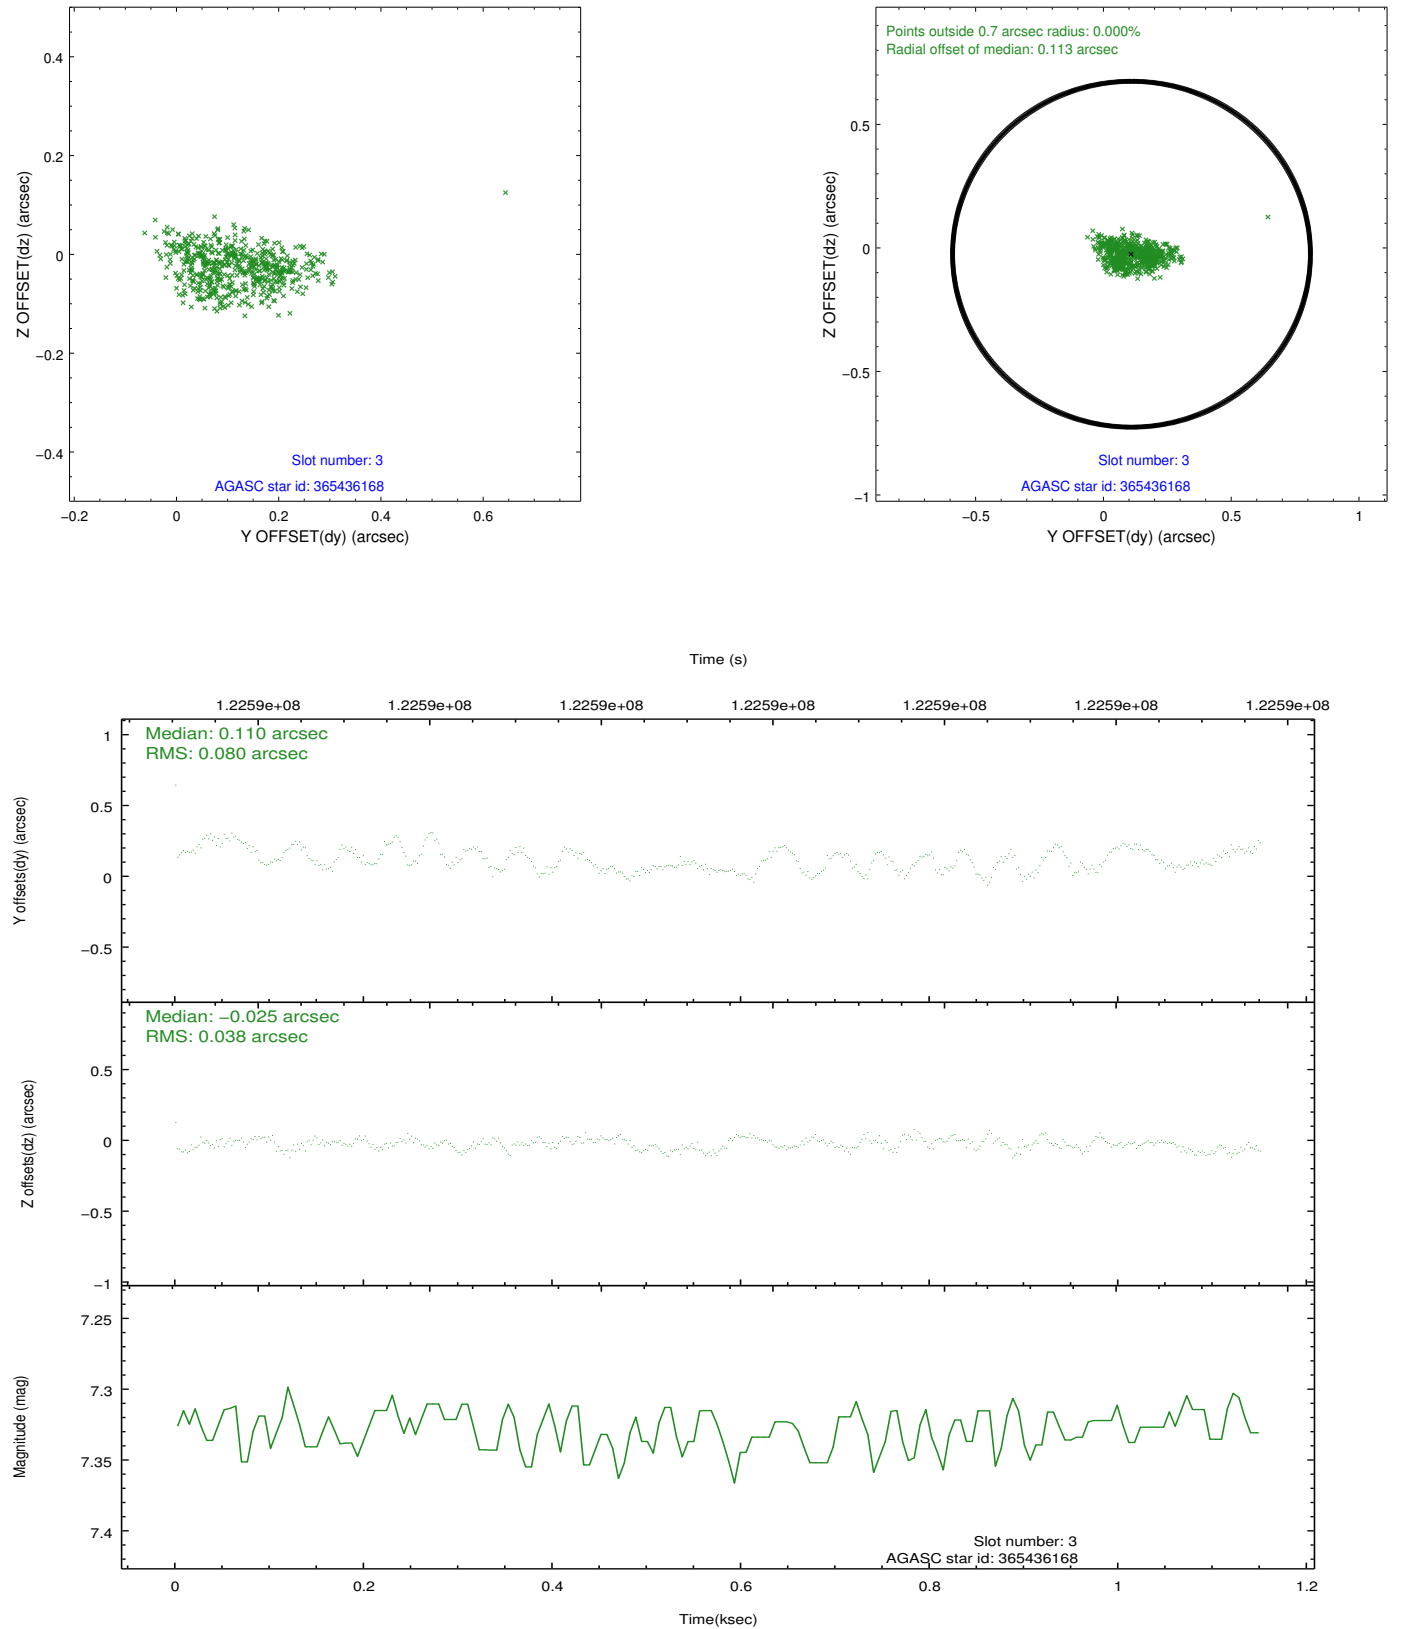 0.4
0.2
0
−0.2
−0.4
Z OFFSET(dz) (arcsec)
Slot number: 3
AGASC star id: 365436168
−0.2 0 0.2 0.4 0.6
Y OFFSET(dy) (arcsec)
Points outside 0.7 arcsec radius: 0.000%
Radial offset of median: 0.113 arcsec
0.5
0
−0.5
−1
Z OFFSET(dz) (arcsec)
Slot number: 3
AGASC star id: 365436168
−0.5 0 0.5 1
Y OFFSET(dy) (arcsec)
Time (s)
1.2259e+08 1.2259e+08 1.2259e+08 1.2259e+08 1.2259e+08 1.2259e+08 1.2259e+08
Median: 0.110 arcsec
RMS: 0.080 arcsec
1
0.5
0
−0.5
Y offsets(dy) (arcsec)
Median: −0.025 arcsec
RMS: 0.038 arcsec
0.5
0
−0.5
−1
Z offsets(dz) (arcsec)
7.25
7.3
7.35
7.4
Magnitude (mag)
Slot number: 3
AGASC star id: 365436168
0 0.2 0.4 0.6 0.8 1 1.2
Time(ksec)